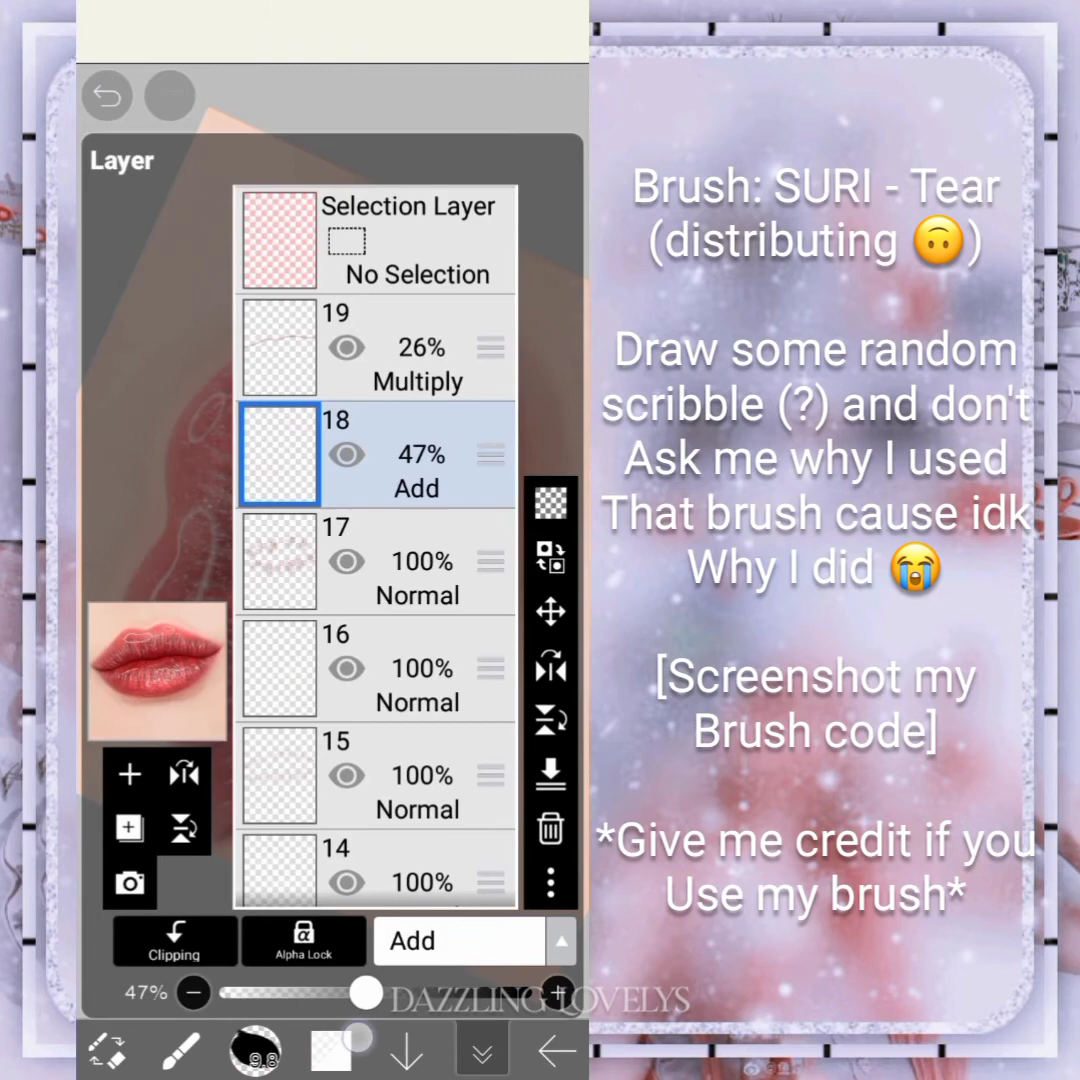 Layer
Selection Layer
No Selection
19
26%
Multiply
18
47%
Add
17
100%
Normal
16
100%
Normal
15
100%
Normal
14
100%
Clipping
Alpha Lock
Add
47%
9.8
DAZZLING LOVELYS
Brush: SURI - Tear
(distributing 🙃)
Draw some random
scribble (?) and don't
Ask me why I used
That brush cause idk
Why I did 😭
[Screenshot my
Brush code]
*Give me credit if you
Use my brush*